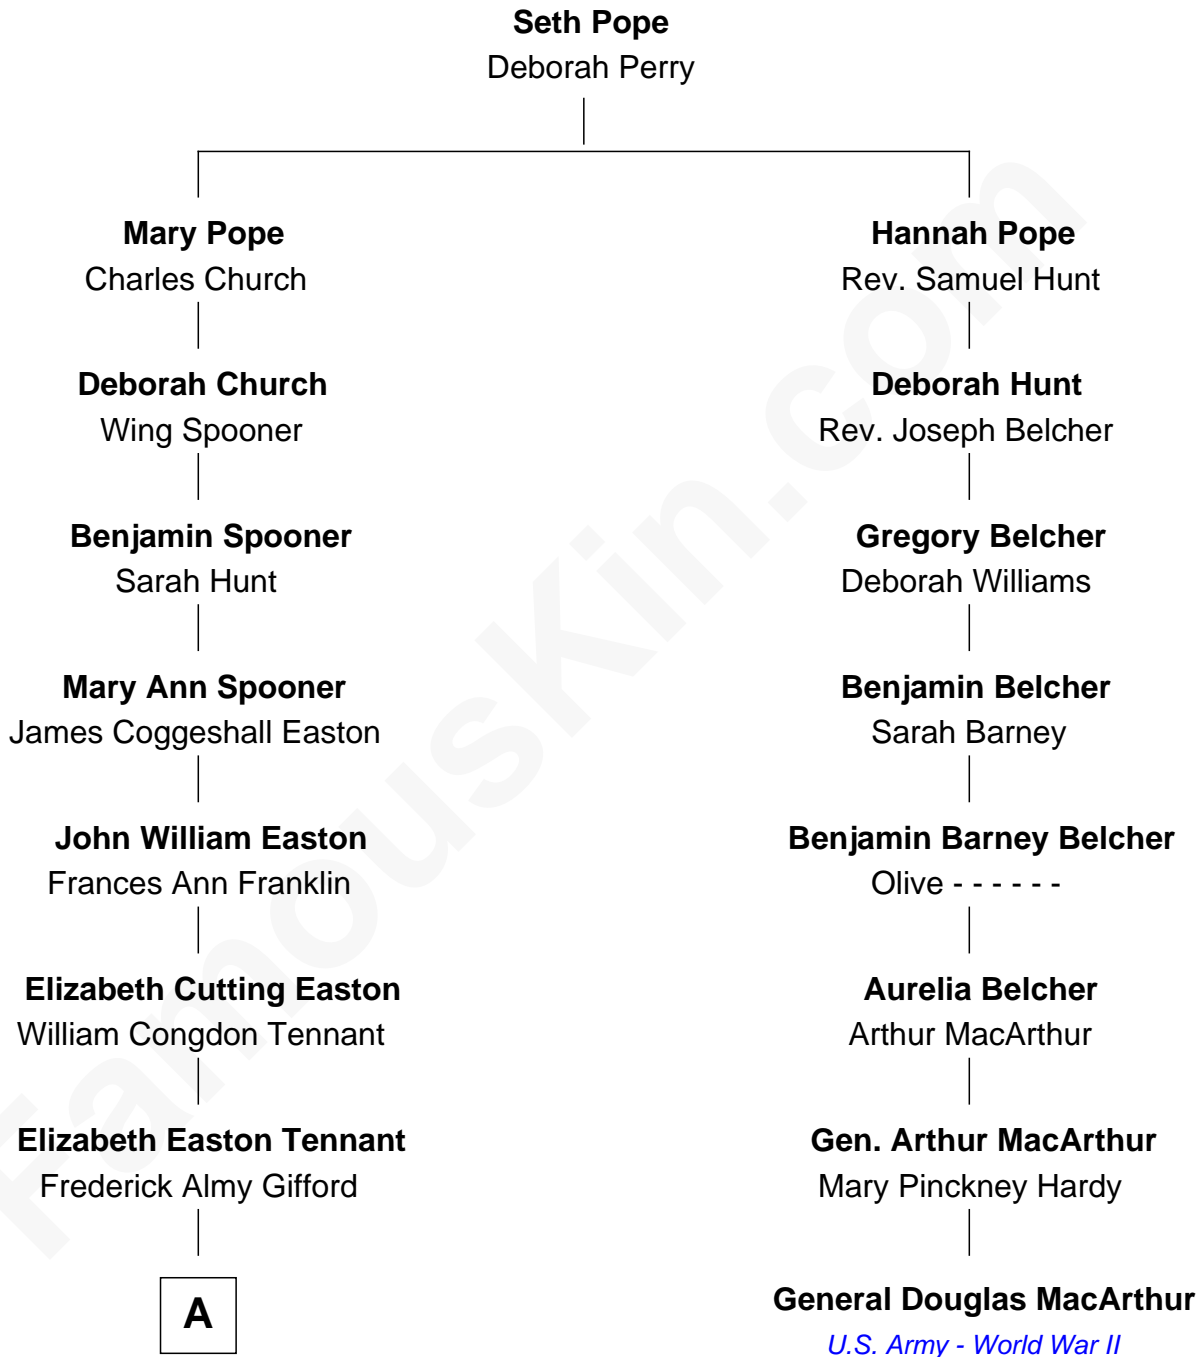 Seth Pope
Deborah Perry
Mary Pope
Charles Church
Deborah Church
Wing Spooner
Benjamin Spooner
Sarah Hunt
Mary Ann Spooner
James Coggeshall Easton
John William Easton
Frances Ann Franklin
Elizabeth Cutting Easton
William Congdon Tennant
Elizabeth Easton Tennant
Frederick Almy Gifford
A
Hannah Pope
Rev. Samuel Hunt
Deborah Hunt
Rev. Joseph Belcher
Gregory Belcher
Deborah Williams
Benjamin Belcher
Sarah Barney
Benjamin Barney Belcher
Olive - - - - - -
Aurelia Belcher
Arthur MacArthur
Gen. Arthur MacArthur
Mary Pinckney Hardy
General Douglas MacArthur
U.S. Army - World War II
FamousKin.com